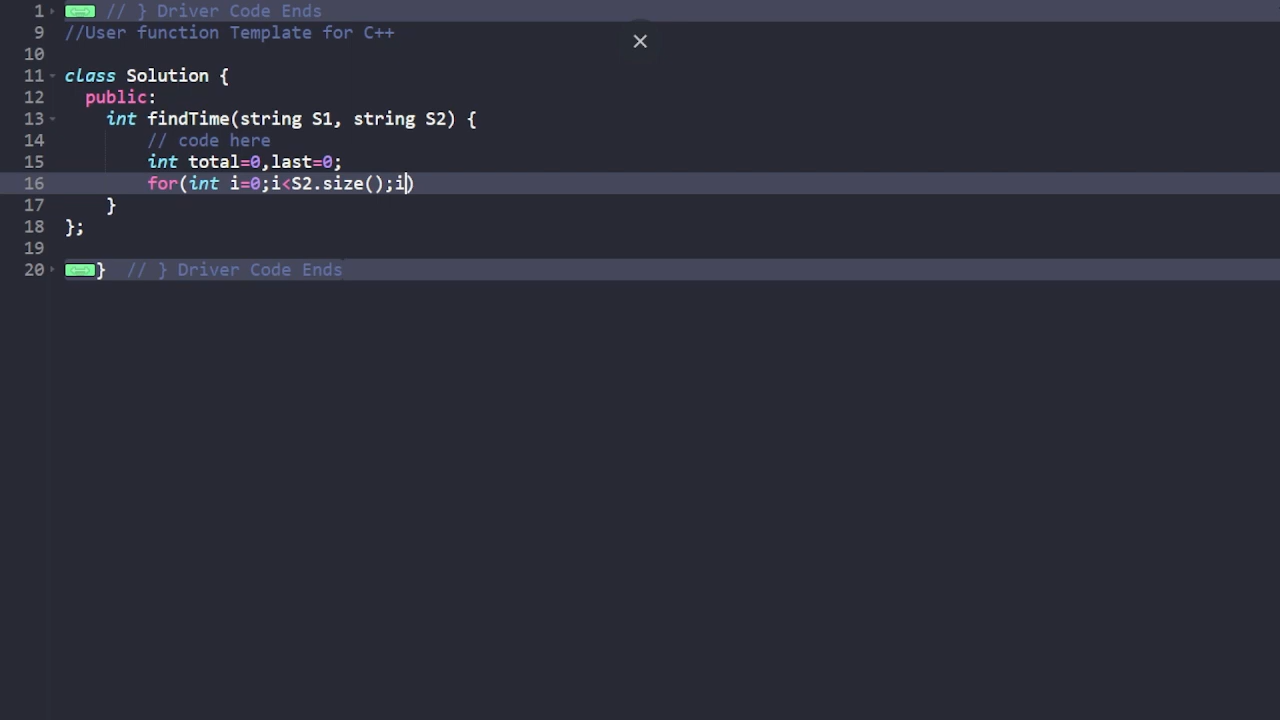 1 // } Driver Code Ends
9 //User function Template for C++
10
11 class Solution {
12 public:
13 int findTime(string S1, string S2) {
14 // code here
15 int total=0,last=0;
16 for(int i=0;i<S2.size();i)
17 }
18 };
19
20 } // } Driver Code Ends